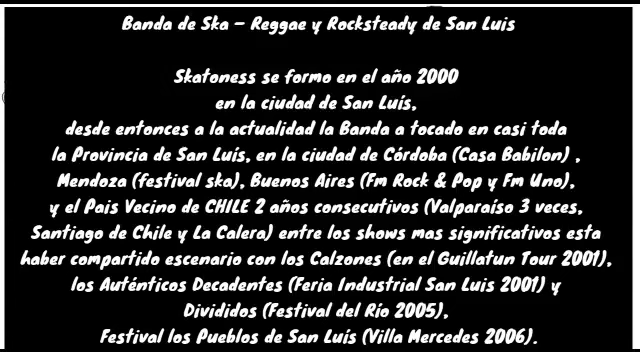 Banda de Ska – Reggae y Rocksteady de San Luis
Skatoness se formo en el año 2000
en la ciudad de San Luís,
desde entonces a la actualidad la Banda a tocado en casi toda
la Provincia de San Luís, en la ciudad de Córdoba (Casa Babilon) ,
Mendoza (festival ska), Buenos Aires (Fm Rock & Pop y Fm Uno),
y el Pais Vecino de CHILE 2 años consecutivos (Valparaíso 3 veces,
Santiago de Chile y La Calera) entre los shows mas significativos esta
haber compartido escenario con los Calzones (en el Guillatun Tour 2001),
los Auténticos Decadentes (Feria Industrial San Luis 2001) y
Divididos (Festival del Río 2005),
Festival los Pueblos de San Luís (Villa Mercedes 2006).